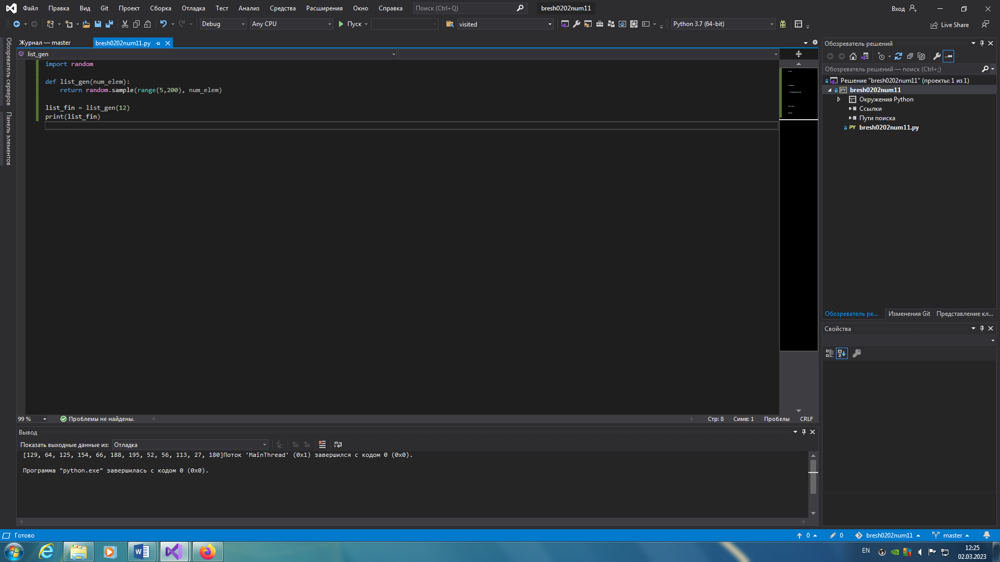 Файл Правка Вид Git Проект Сборка Отладка Тест Анализ Средства Расширения Окно Справка Поиск (Ctrl+Q) bresh0202num11 Вход
Debug Any CPU Пуск visited Python 3.7 (64-bit) Live Share
Обозреватель серверов
Панель элементов
Журнал — master bresh0202num11.py
list_gen
import random
def list_gen(num_elem):
return random.sample(range(5,200), num_elem)
list_fin = list_gen(12)
print(list_fin)
99 % Проблемы не найдены. Стр: 8 Симв: 1 Пробелы CRLF
Вывод
Показать выходные данные из: Отладка
[129, 64, 125, 154, 66, 188, 195, 52, 56, 113, 27, 180]Поток 'MainThread' (0x1) завершился с кодом 0 (0x0).
Программа "python.exe" завершилась с кодом 0 (0x0).
Обозреватель решений
Обозреватель решений — поиск (Ctrl+;)
Решение "bresh0202num11" (проекты: 1 из 1)
PY bresh0202num11
Окружения Python
Ссылки
Пути поиска
PY bresh0202num11.py
Обозреватель ре... Изменения Git Представление кл...
Свойства
Готово 0 0 bresh0202num11 master
EN 12:25
02.03.2023